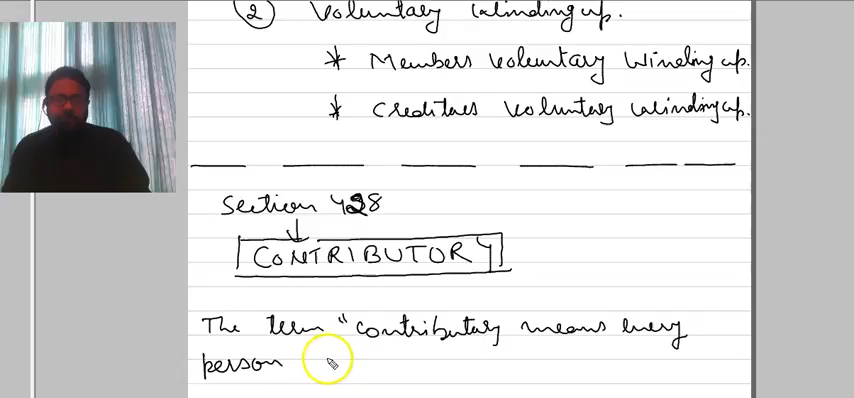 2 Voluntary Winding up.
* Members Voluntary Winding up.
* Creditors Voluntary Winding up.
Section 428
CONTRIBUTORY
The term "contributory means every
person